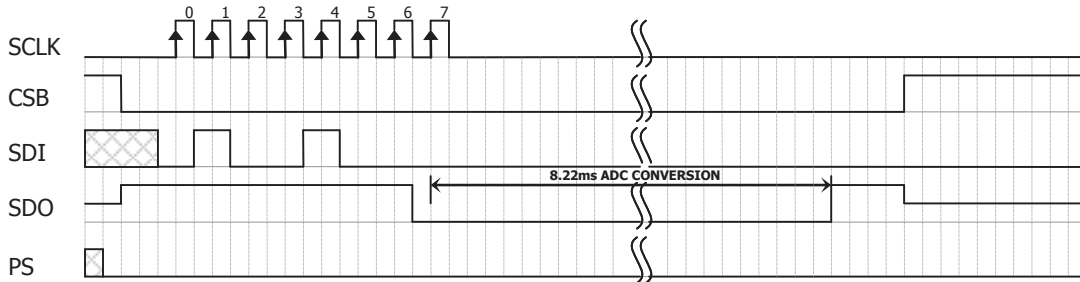 0 1 2 3 4 5 6 7
SCLK
CSB
SDI
8.22ms ADC CONVERSION
SDO
PS